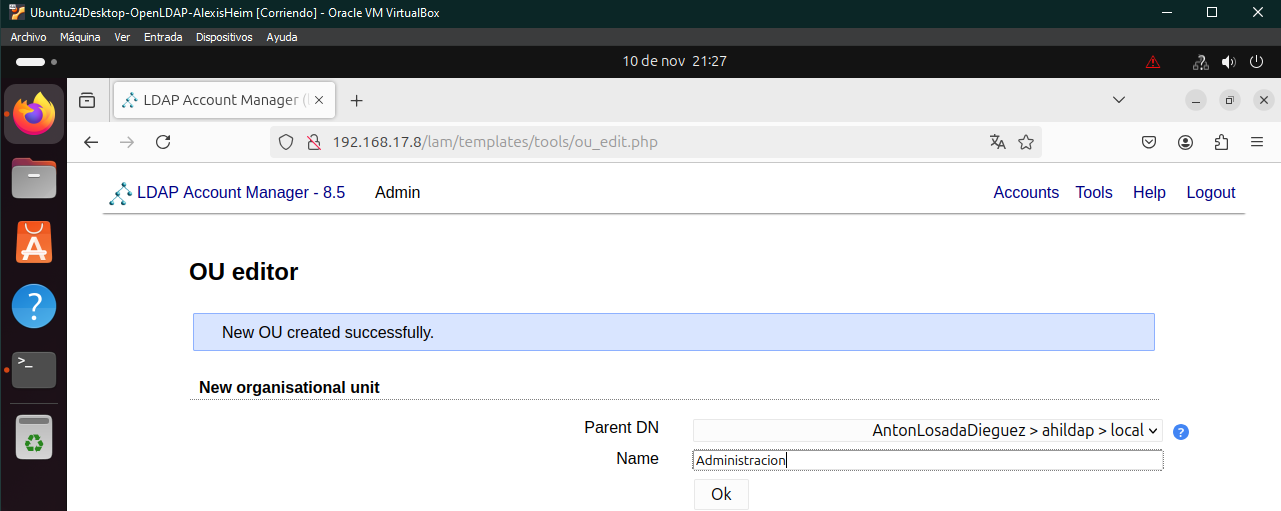 Ubuntu24Desktop-OpenLDAP-AlexisHeim [Corriendo] - Oracle VM VirtualBox
Archivo Máquina Ver Entrada Dispositivos Ayuda
10 de nov 21:27
LDAP Account Manager (
192.168.17.8/lam/templates/tools/ou_edit.php
LDAP Account Manager - 8.5 Admin Accounts Tools Help Logout
OU editor
New OU created successfully.
New organisational unit
Parent DN AntonLosadaDieguez > ahildap > local
Name Administracion
Ok